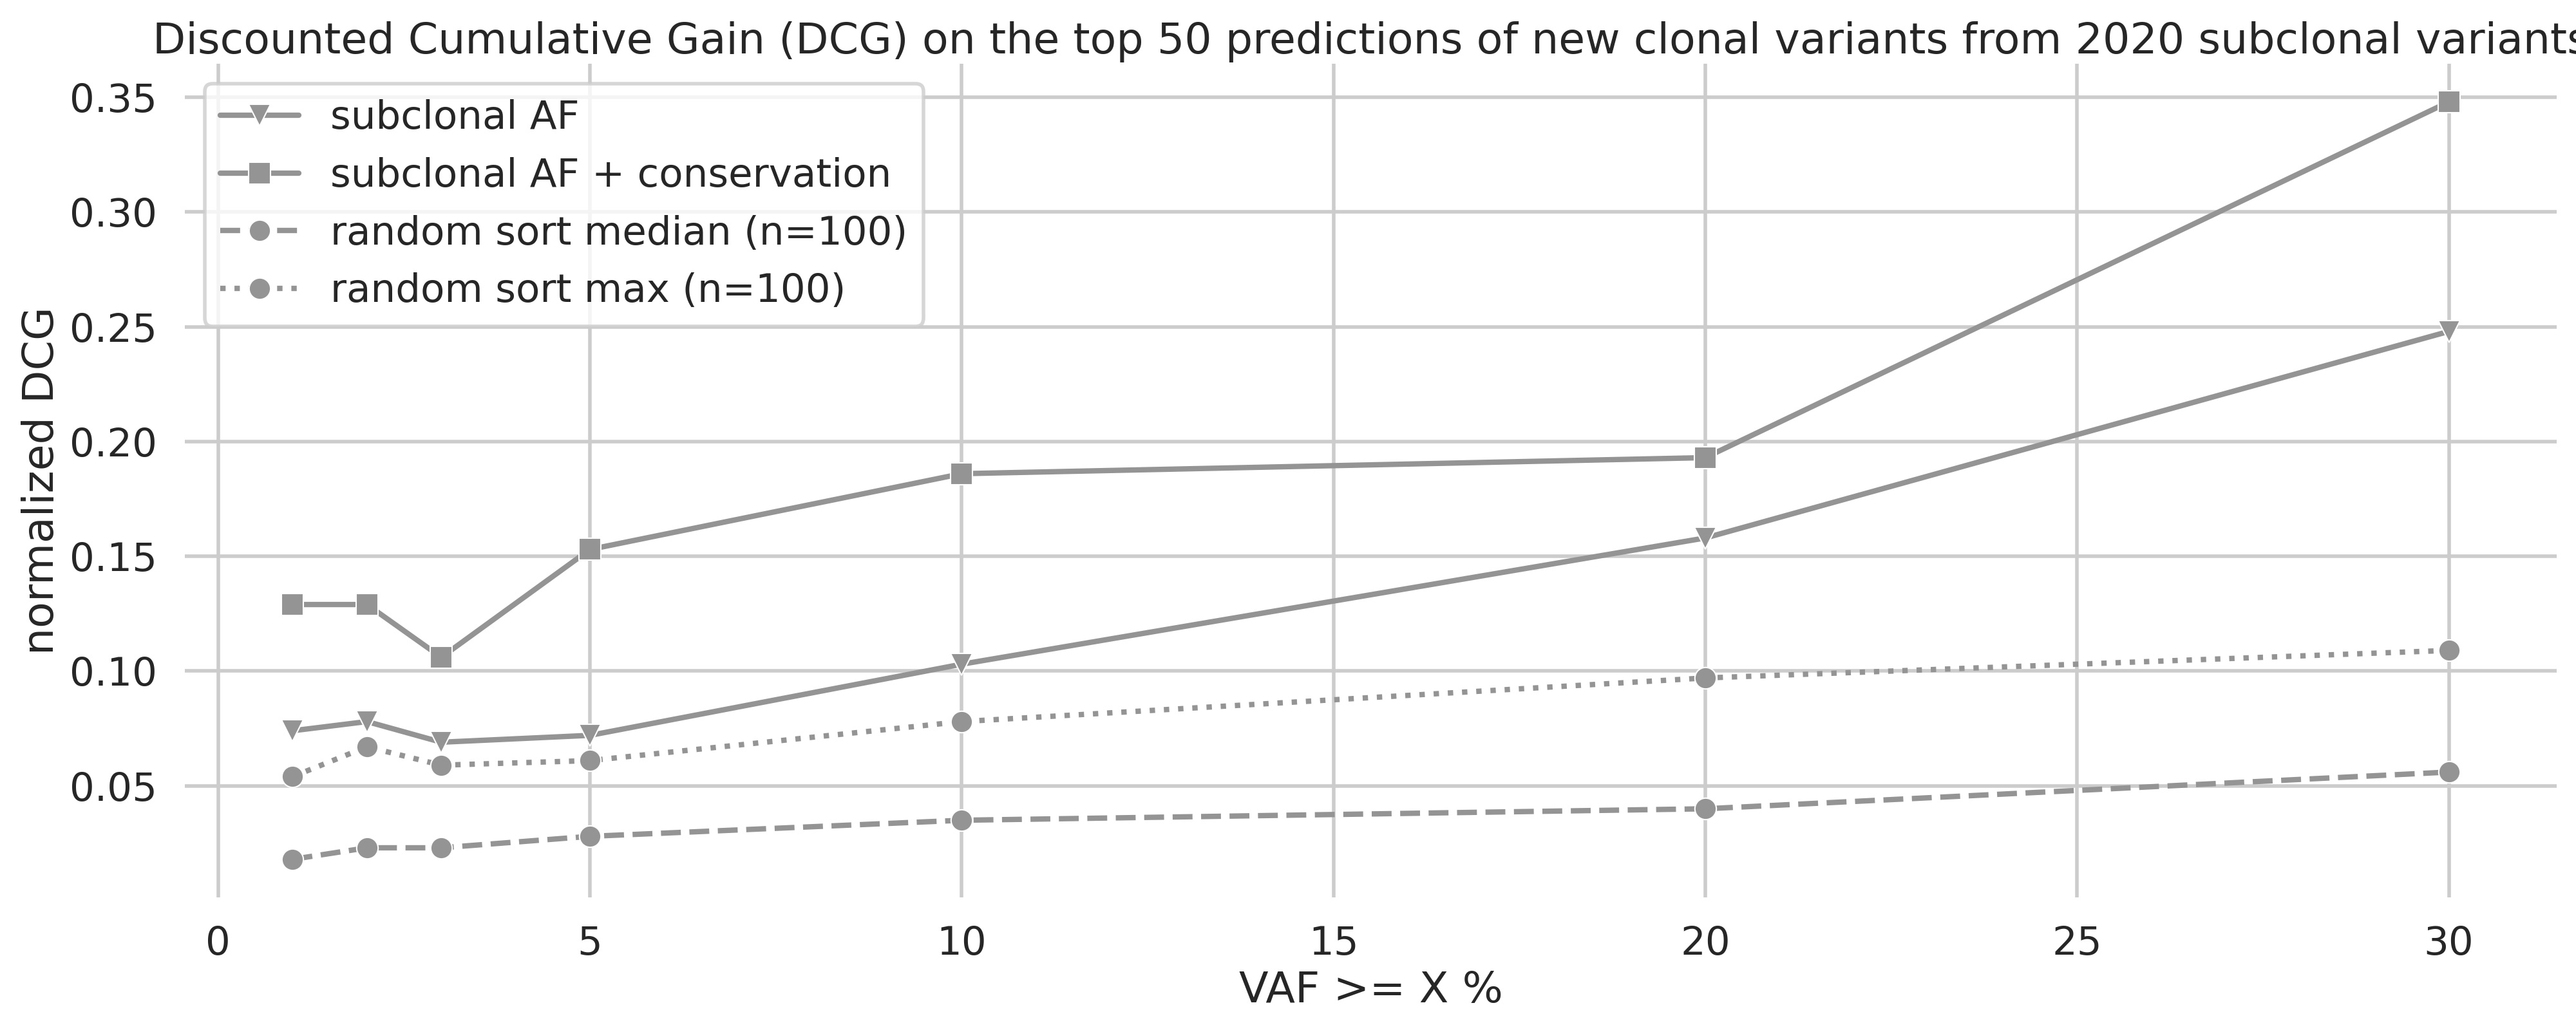 Discounted Cumulative Gain (DCG) on the top 50 predictions of new clonal variants from 2020 subclonal variants
0.35
0.30
0.25
0.20
0.15
0.10
0.05
normalized DCG
subclonal AF
subclonal AF + conservation
random sort median (n=100)
random sort max (n=100)
0 5 10 15 20 25 30
VAF >= X %